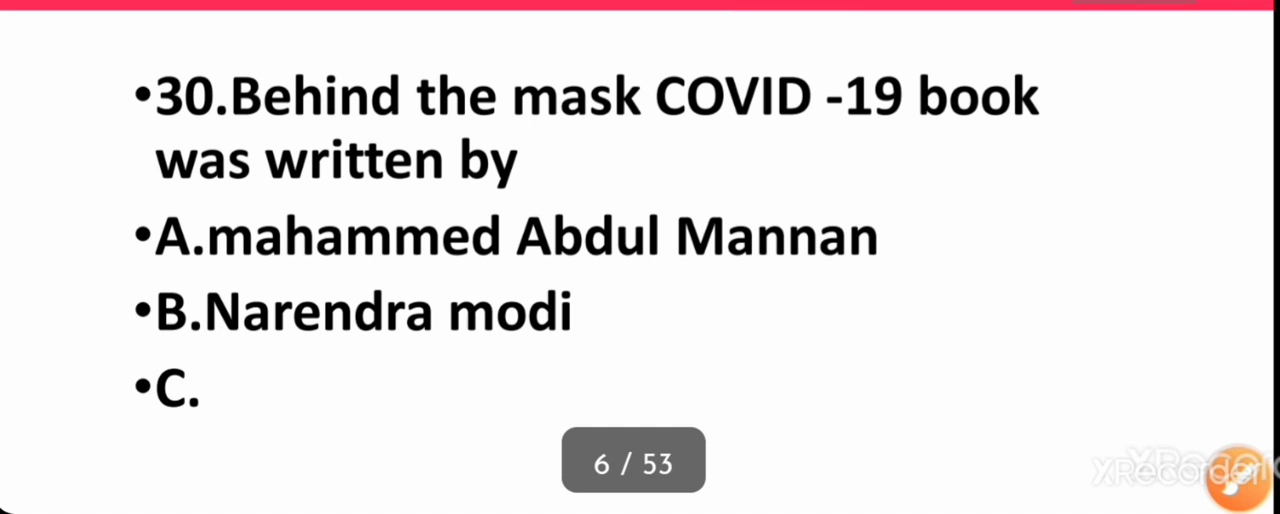 •30.Behind the mask COVID -19 book
was written by
•A.mahammed Abdul Mannan
•B.Narendra modi
•C.
6 / 53
XRecorder